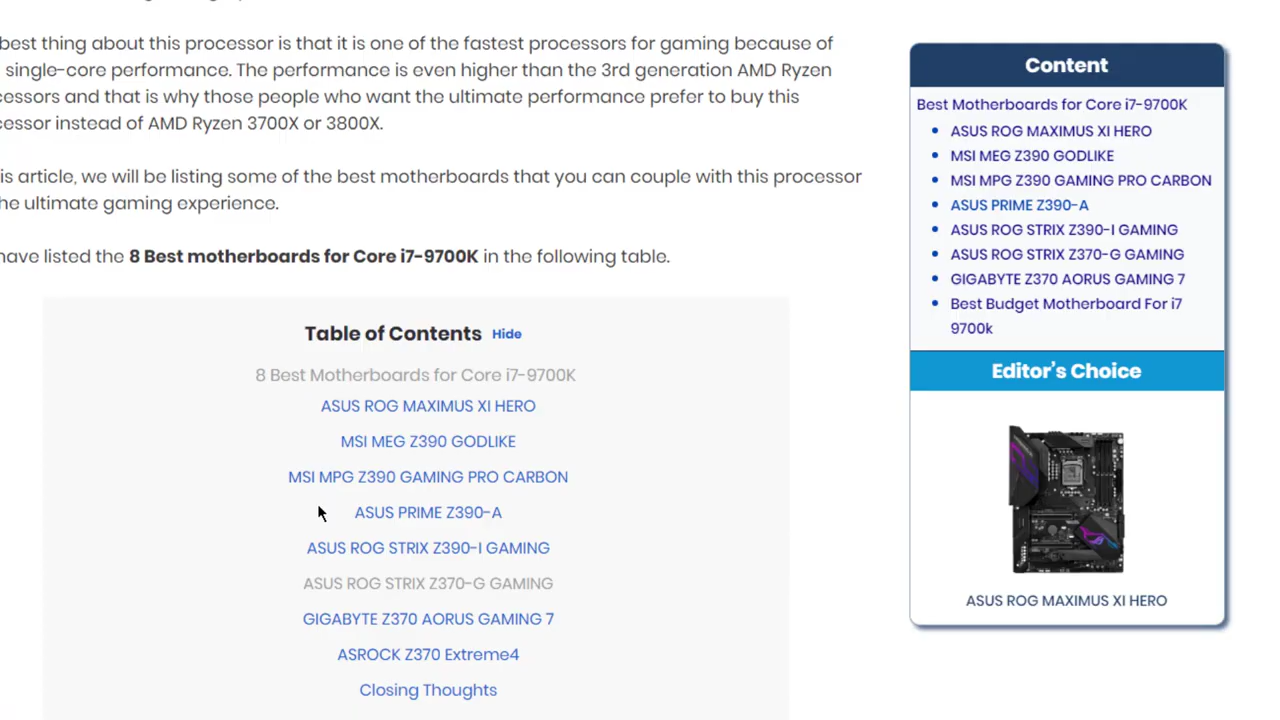 best thing about this processor is that it is one of the fastest processors for gaming because of
single-core performance. The performance is even higher than the 3rd generation AMD Ryzen
cessors and that is why those people who want the ultimate performance prefer to buy this
cessor instead of AMD Ryzen 3700X or 3800X.
is article, we will be listing some of the best motherboards that you can couple with this processor
he ultimate gaming experience.
have listed the 8 Best motherboards for Core i7-9700K in the following table.
Table of Contents Hide
8 Best Motherboards for Core i7-9700K
ASUS ROG MAXIMUS XI HERO
MSI MEG Z390 GODLIKE
MSI MPG Z390 GAMING PRO CARBON
ASUS PRIME Z390-A
ASUS ROG STRIX Z390-I GAMING
ASUS ROG STRIX Z370-G GAMING
GIGABYTE Z370 AORUS GAMING 7
ASROCK Z370 Extreme4
Closing Thoughts
Content
Best Motherboards for Core i7-9700K
ASUS ROG MAXIMUS XI HERO
MSI MEG Z390 GODLIKE
MSI MPG Z390 GAMING PRO CARBON
ASUS PRIME Z390-A
ASUS ROG STRIX Z390-I GAMING
ASUS ROG STRIX Z370-G GAMING
GIGABYTE Z370 AORUS GAMING 7
Best Budget Motherboard For i7
9700k
Editor's Choice
ASUS ROG MAXIMUS XI HERO